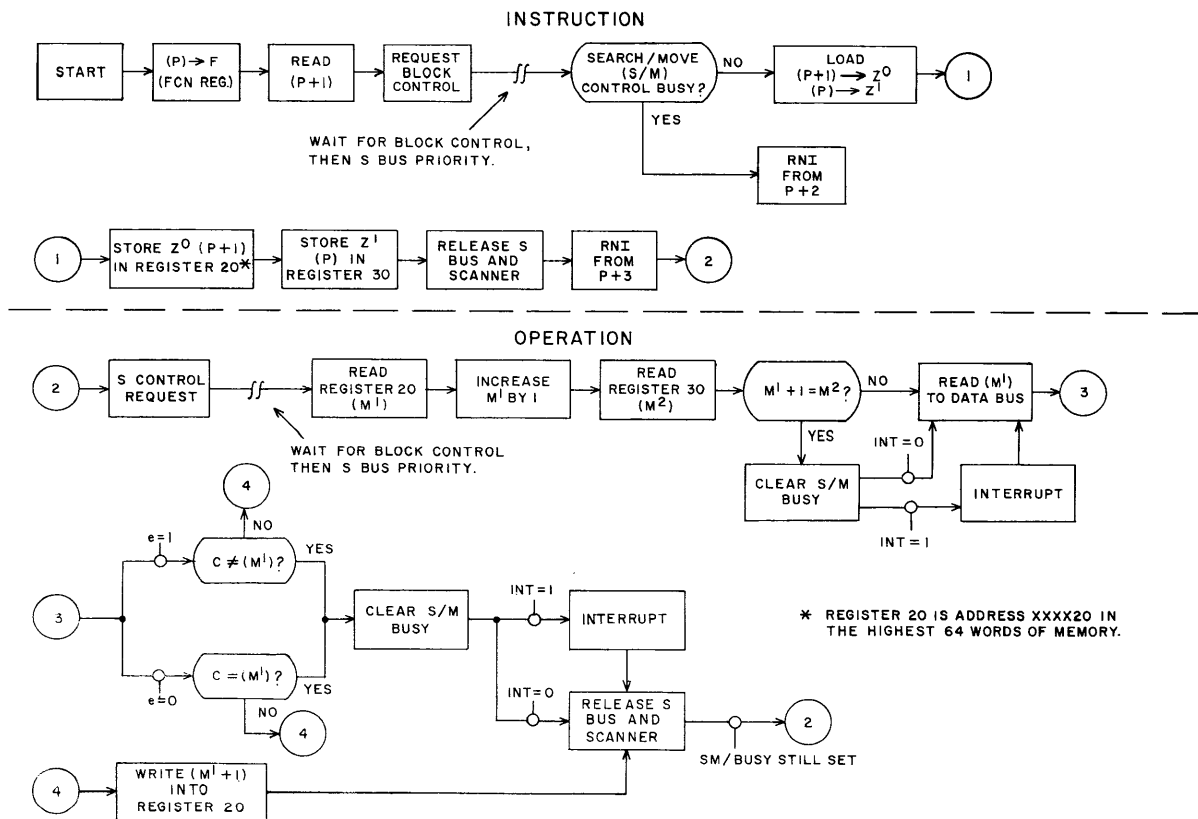 INSTRUCTION
START
(P) → F
(FCN REG.)
READ
(P+1)
REQUEST
BLOCK
CONTROL
SEARCH/MOVE
(S/M)
CONTROL BUSY?
NO
LOAD
(P+1) → Z⁰
(P) → Z¹
1
YES
WAIT FOR BLOCK CONTROL,
THEN S BUS PRIORITY.
RNI
FROM
P+2
1
STORE Z⁰ (P+1)
IN REGISTER 20*
STORE Z¹
(P) IN
REGISTER 30
RELEASE S
BUS AND
SCANNER
RNI
FROM
P+3
2
OPERATION
2
S CONTROL
REQUEST
READ
REGISTER 20
(M¹)
INCREASE
M¹ BY 1
READ
REGISTER 30
(M²)
M¹+1=M²?
NO
READ (M¹)
TO DATA BUS
3
WAIT FOR BLOCK CONTROL
THEN S BUS PRIORITY.
YES
INT=0
CLEAR S/M
BUSY
INTERRUPT
INT=1
4
NO
e=1
C≠(M¹)?
YES
3
CLEAR S/M
BUSY
INT=1
INTERRUPT
* REGISTER 20 IS ADDRESS XXXX20 IN
THE HIGHEST 64 WORDS OF MEMORY.
C=(M¹)?
YES
e=0
NO
4
INT=0
RELEASE S
BUS AND
SCANNER
2
SM/BUSY STILL SET
4
WRITE (M¹+1)
INTO
REGISTER 20